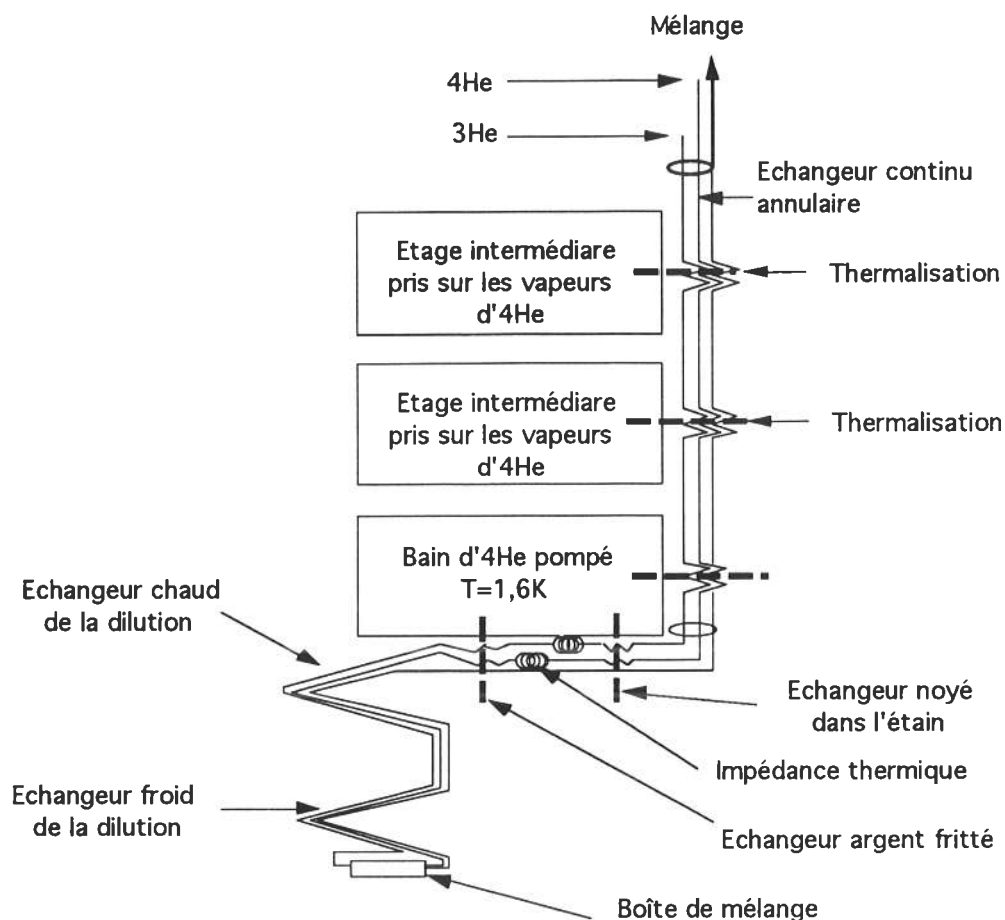 Mélange
4He
3He
Echangeur continu
annulaire
Etage intermédiare
pris sur les vapeurs
d'4He
Thermalisation
Etage intermédiare
pris sur les vapeurs
d'4He
Thermalisation
Bain d'4He pompé
T=1,6K
Echangeur chaud
de la dilution
Echangeur noyé
dans l'étain
Impédance thermique
Echangeur froid
de la dilution
Echangeur argent fritté
Boîte de mélange